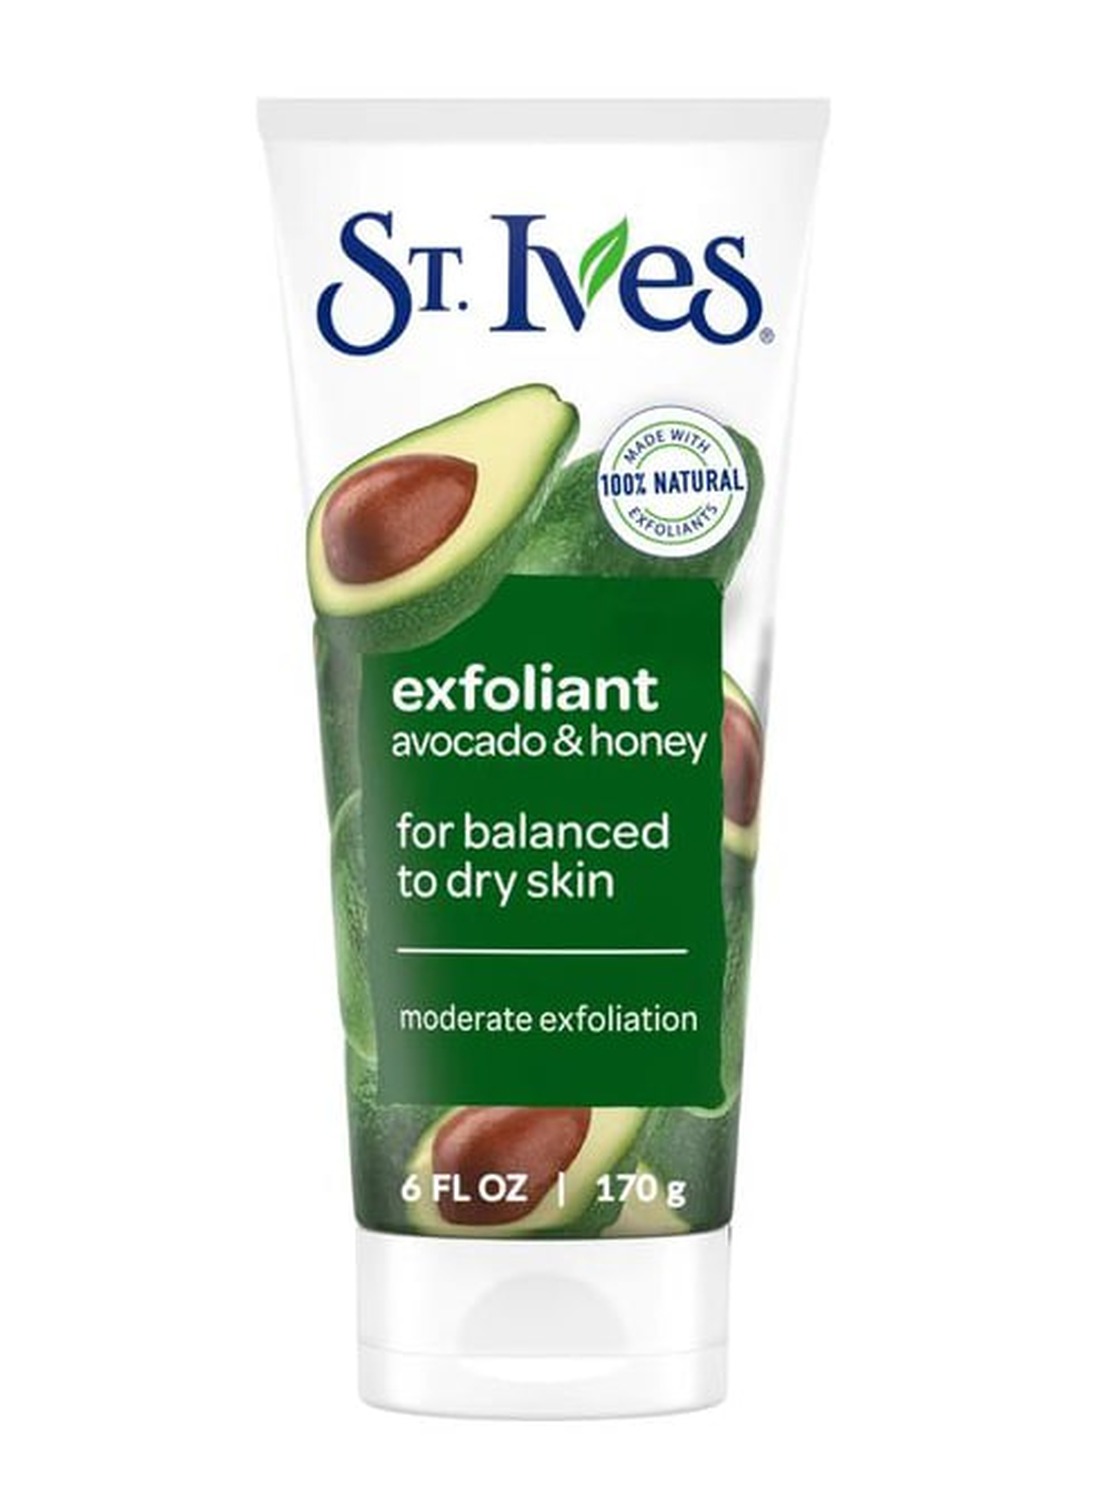 ST. Ives®
MADE WITH
100% NATURAL
EXFOLIANTS
exfoliant
avocado & honey
for balanced
to dry skin
moderate exfoliation
6 FL OZ | 170 g